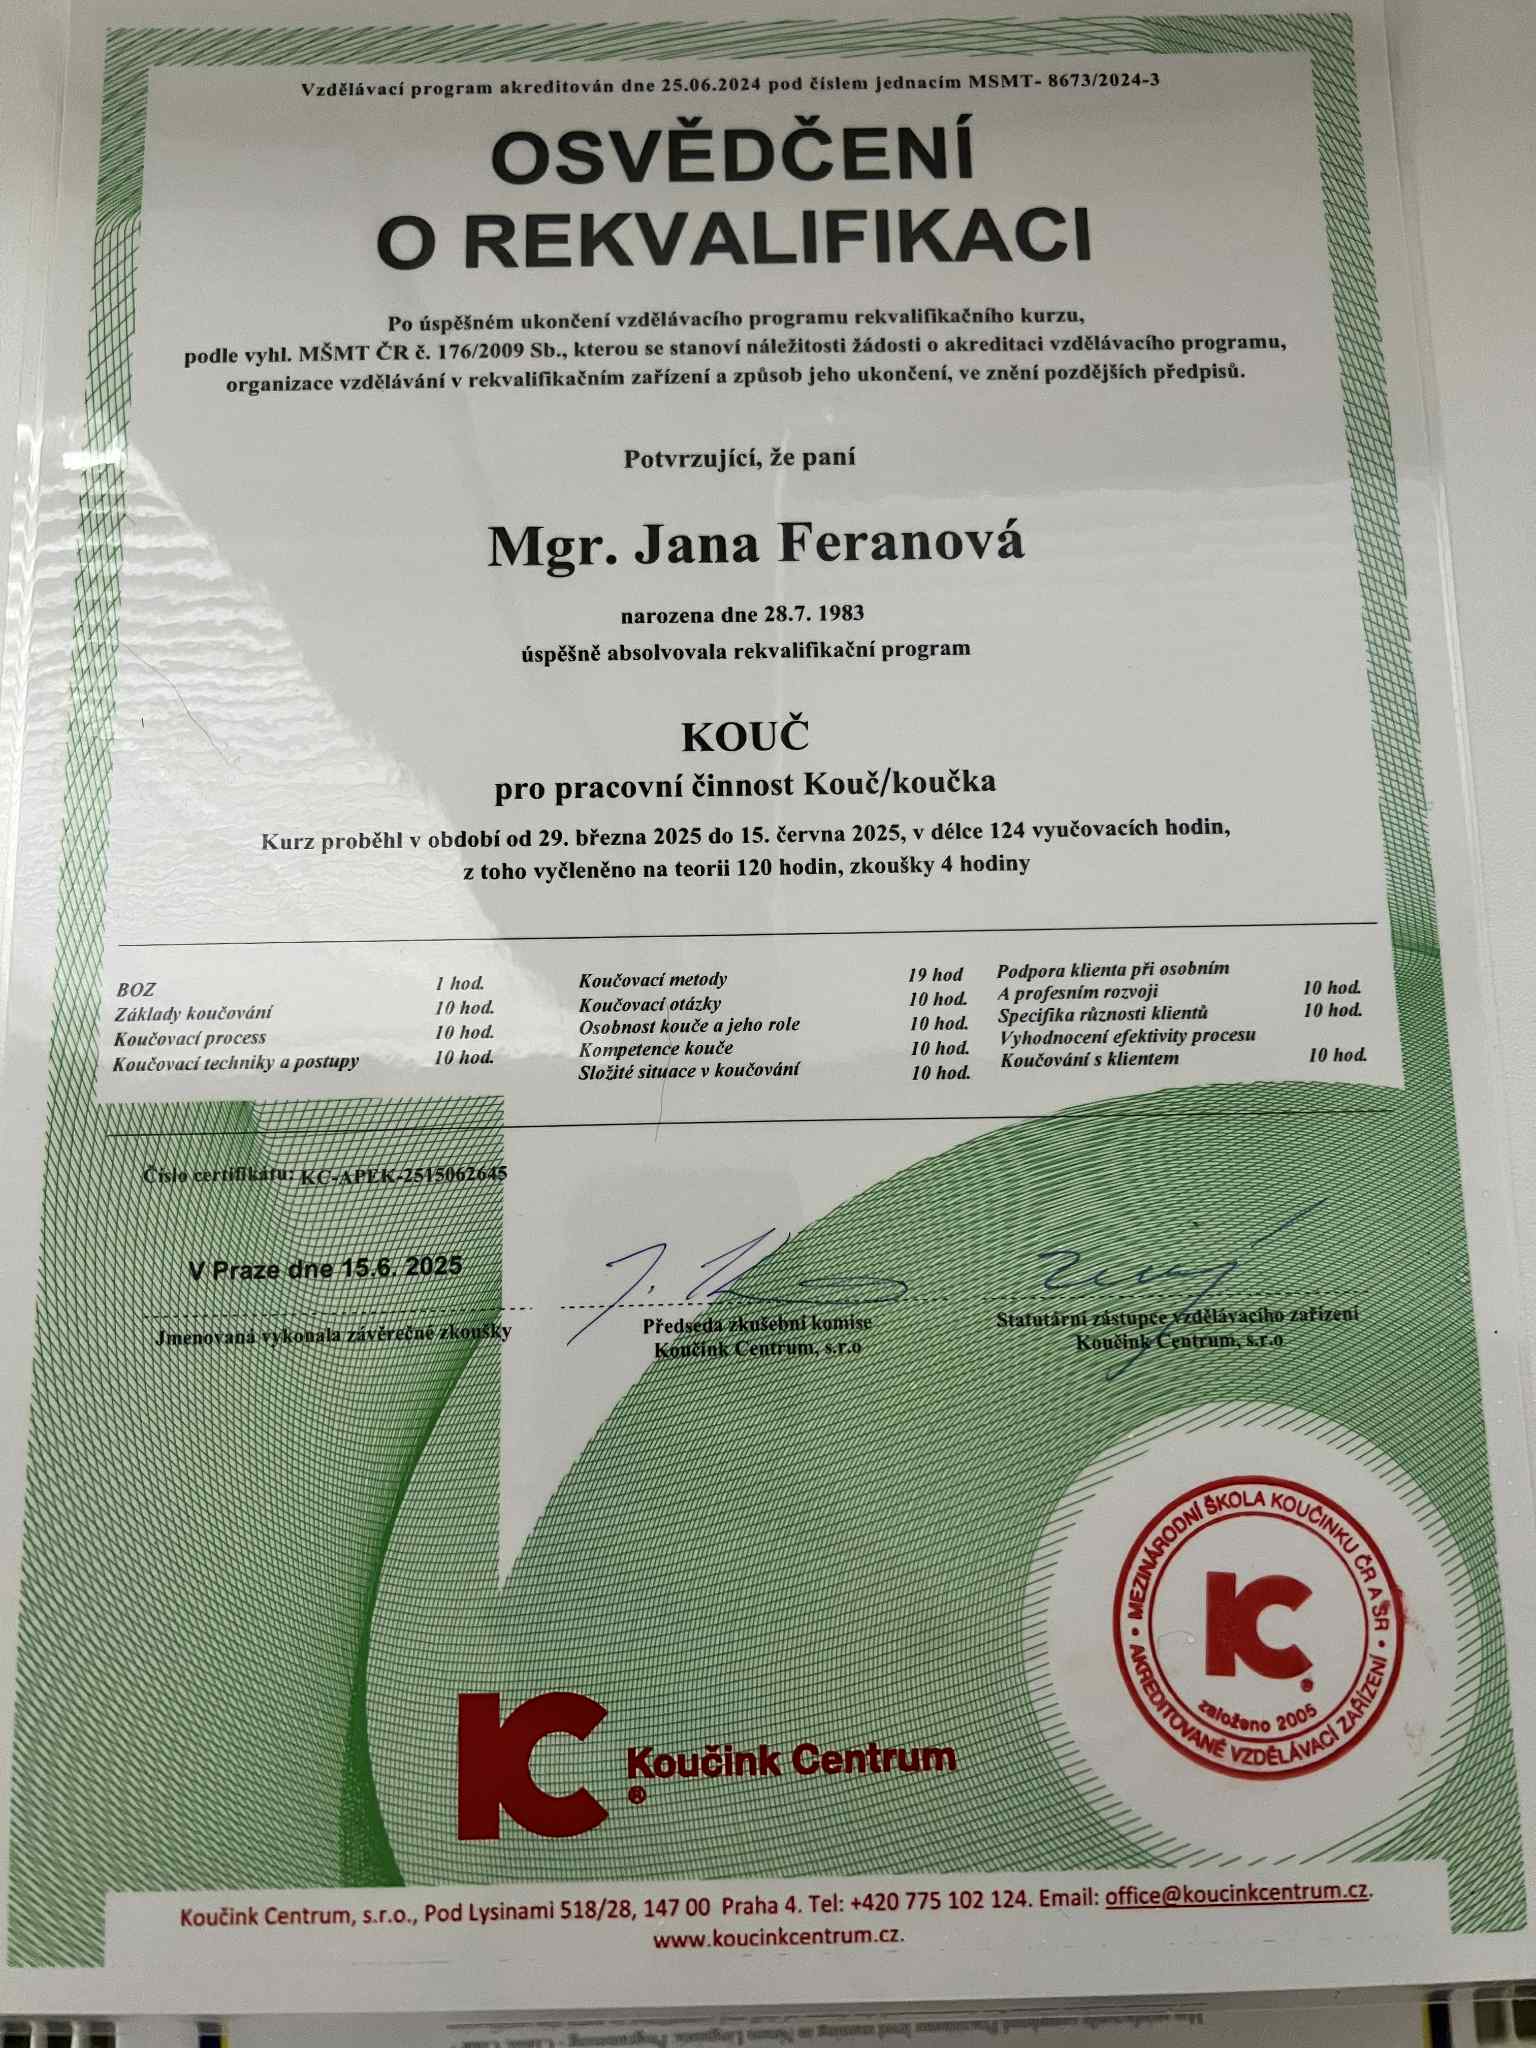 Vzdělávací program akreditován dne 25.06.2024 pod číslem jednacím MSMT- 8673/2024-3
OSVĚDČENÍ
O REKVALIFIKACI
Po úspěšném ukončení vzdělávacího programu rekvalifikačního kurzu,
podle vyhl. MŠMT ČR č. 176/2009 Sb., kterou se stanoví náležitosti žádosti o akreditaci vzdělávacího programu,
organizace vzdělávání v rekvalifikačním zařízení a způsob jeho ukončení, ve znění pozdějších předpisů.
Potvrzující, že paní
Mgr. Jana Feranová
narozena dne 28.7. 1983
úspěšně absolvovala rekvalifikační program
KOUČ
pro pracovní činnost Kouč/koučka
Kurz proběhl v období od 29. března 2025 do 15. června 2025, v délce 124 vyučovacích hodin,
z toho vyčleněno na teorii 120 hodin, zkoušky 4 hodiny
BOZ 1 hod.
Základy koučování 10 hod.
Koučovací process 10 hod.
Koučovací techniky a postupy 10 hod.
Koučovací metody 19 hod
Koučovací otázky 10 hod.
Osobnost kouče a jeho role 10 hod.
Kompetence kouče 10 hod.
Složité situace v koučování 10 hod.
Podpora klienta při osobním
A profesním rozvoji 10 hod.
Specifika různosti klientů 10 hod.
Vyhodnocení efektivity procesu
Koučování s klientem 10 hod.
Číslo certifikátu: KC-APEK-2515062645
V Praze dne 15.6. 2025
Jmenovaná vykonala závěrečné zkoušky
Předseda zkušební komise
Koučink Centrum, s.r.o
Statutární zástupce vzdělávacího zařízení
Koučink Centrum, s.r.o
MEZINÁRODNÍ ŠKOLA KOUČINKU ČR A SR
KC®
založeno 2005
AKREDITOVANÉ VZDĚLÁVACÍ ZAŘÍZENÍ
KC® Koučink Centrum
Koučink Centrum, s.r.o., Pod Lysinami 518/28, 147 00 Praha 4. Tel: +420 775 102 124. Email: office@koucinkcentrum.cz.
www.koucinkcentrum.cz.